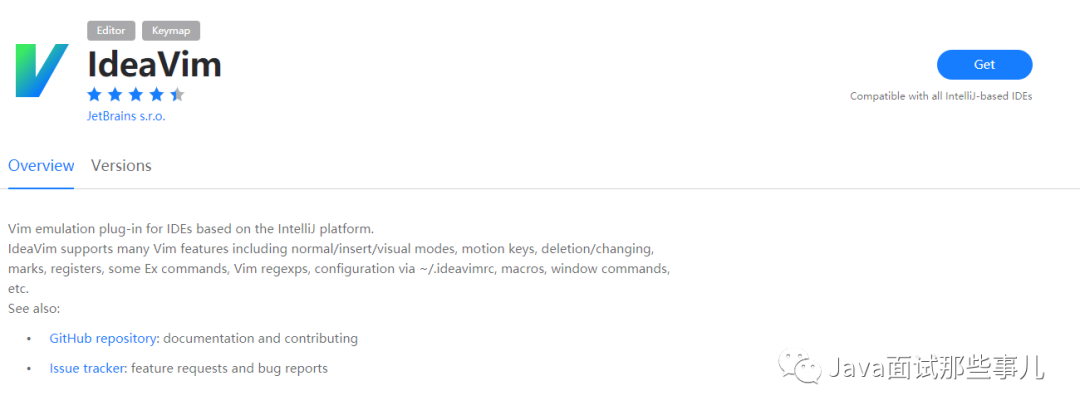 Editor Keymap
IdeaVim
JetBrains s.r.o.
Get
Compatible with all IntelliJ-based IDEs
Overview Versions
Vim emulation plug-in for IDEs based on the IntelliJ platform.
IdeaVim supports many Vim features including normal/insert/visual modes, motion keys, deletion/changing,
marks, registers, some Ex commands, Vim regexps, configuration via ~/.ideavimrc, macros, window commands,
etc.
See also:
• GitHub repository: documentation and contributing
• Issue tracker: feature requests and bug reports
Java面试那些事儿